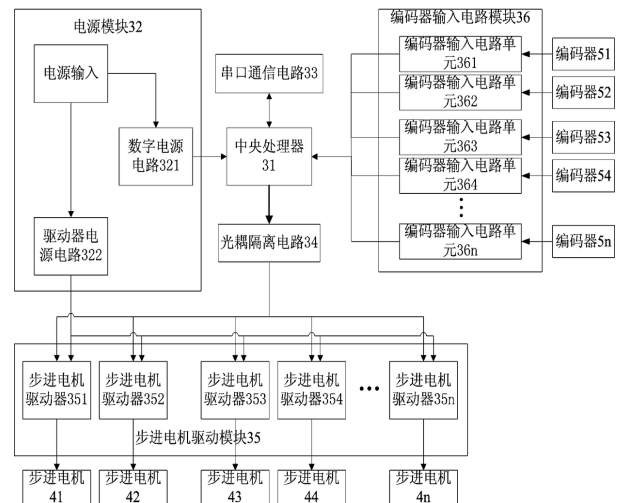 电源模块32
编码器输入电路模块36
电源输入
串口通信电路33
编码器输入电路单
元361
编码器51
编码器输入电路单
元362
编码器52
数字电源
电路321
中央处理器
31
编码器输入电路单
元363
编码器53
编码器输入电路单
元364
编码器54
驱动器电
源电路322
光耦隔离电路34
编码器输入电路单
元36n
编码器5n
步进电机
驱动器351
步进电机
驱动器352
步进电机
驱动器353
步进电机
驱动器354
步进电机
驱动器35n
步进电机驱动模块35
步进电机
41
步进电机
42
步进电机
43
步进电机
44
步进电机
4n